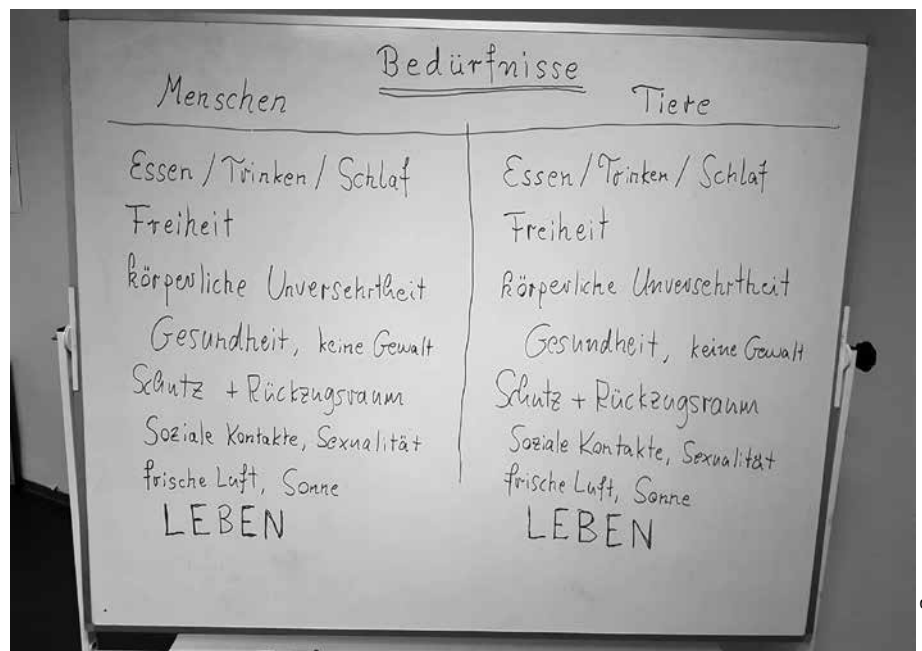 Bedürfnisse
Menschen
Essen / Trinken / Schlaf
Freiheit
körperliche Unversehrtheit
Gesundheit, keine Gewalt
Schutz + Rückzugsraum
Soziale Kontakte, Sexualität
frische Luft, Sonne
LEBEN
Tiere
Essen / Trinken / Schlaf
Freiheit
körperliche Unversehrtheit
Gesundheit, keine Gewalt
Schutz + Rückzugsraum
Soziale Kontakte, Sexualität
frische Luft, Sonne
LEBEN